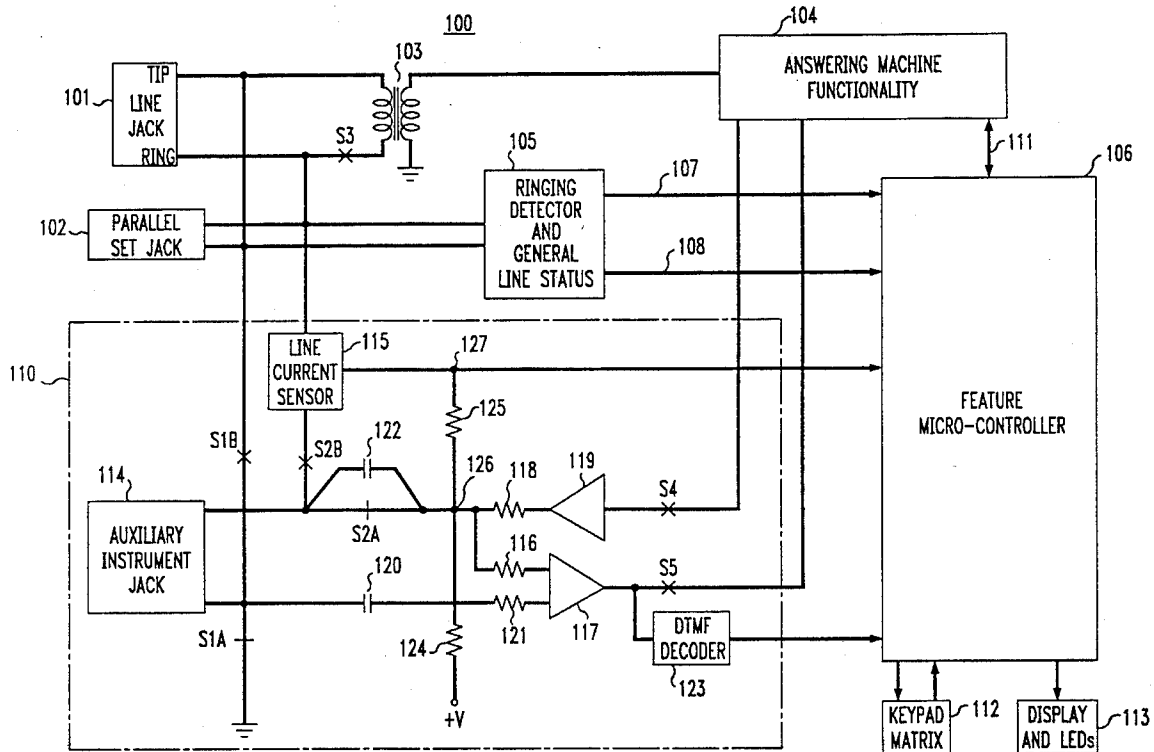 100
104
103
ANSWERING MACHINE
FUNCTIONALITY
101
TIP
LINE
JACK
RING
S3
111
106
105
107
RINGING
DETECTOR
AND
GENERAL
LINE STATUS
108
102
PARALLEL
SET JACK
110
LINE
CURRENT
SENSOR
115
127
125
FEATURE
MICRO-CONTROLLER
S1B
S2B
122
126
118
119
S4
114
AUXILIARY
INSTRUMENT
JACK
S2A
116
120
S5
121
117
S1A
124
DTMF
DECODER
123
+V
KEYPAD
MATRIX
112
DISPLAY
AND LEDs
113